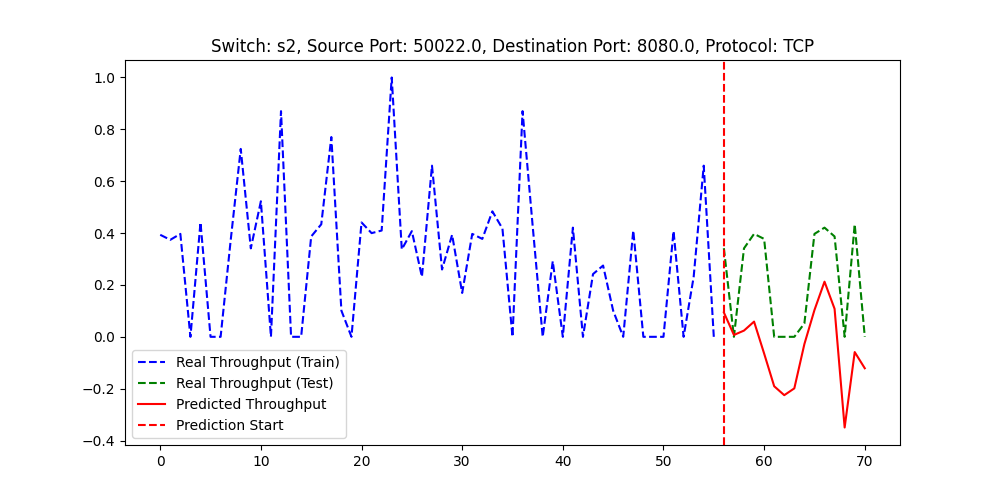 Switch: s2, Source Port: 50022.0, Destination Port: 8080.0, Protocol: TCP
1.0
0.8
0.6
0.4
0.2
0.0
−0.2
−0.4
Real Throughput (Train)
Real Throughput (Test)
Predicted Throughput
Prediction Start
0 10 20 30 40 50 60 70